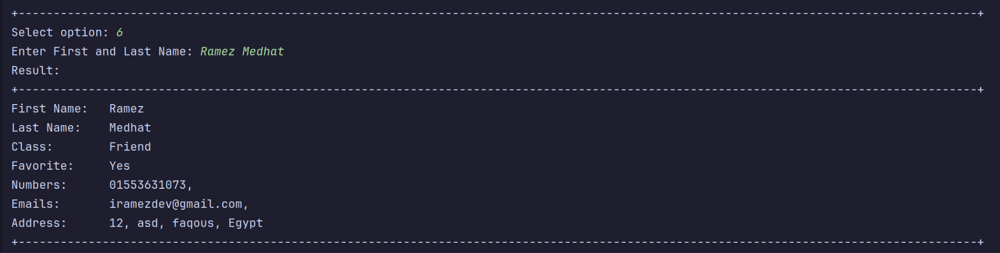 +-----------------------------------------------------------------------------------------------------------------------------------------+
Select option: 6
Enter First and Last Name: Ramez Medhat
Result:
+-----------------------------------------------------------------------------------------------------------------------------------------+
First Name:   Ramez
Last Name:    Medhat
Class:        Friend
Favorite:     Yes
Numbers:      01553631073,
Emails:       iramezdev@gmail.com,
Address:      12, asd, faqous, Egypt
+-----------------------------------------------------------------------------------------------------------------------------------------+